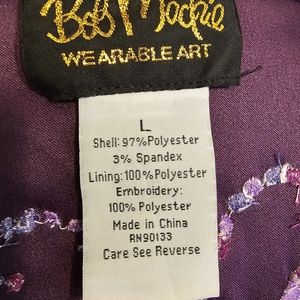 Bob Mackie
WEARABLE ART
L
Shell: 97% Polyester
3% Spandex
Lining: 100% Polyester
Embroidery:
100% Polyester
Made in China
RN90133
Care See Reverse